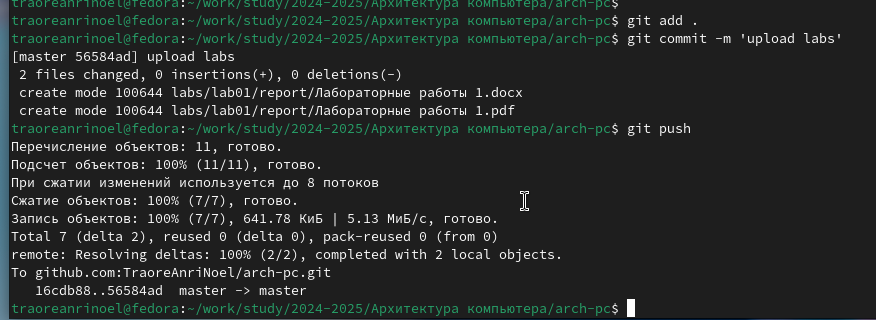 traoreanrinoel@fedora:~/work/study/2024-2025/Архитектура компьютера/arch-pc$
traoreanrinoel@fedora:~/work/study/2024-2025/Архитектура компьютера/arch-pc$ git add .
traoreanrinoel@fedora:~/work/study/2024-2025/Архитектура компьютера/arch-pc$ git commit -m 'upload labs'
[master 56584ad] upload labs
 2 files changed, 0 insertions(+), 0 deletions(-)
 create mode 100644 labs/lab01/report/Лабораторные работы 1.docx
 create mode 100644 labs/lab01/report/Лабораторные работы 1.pdf
traoreanrinoel@fedora:~/work/study/2024-2025/Архитектура компьютера/arch-pc$ git push
Перечисление объектов: 11, готово.
Подсчет объектов: 100% (11/11), готово.
При сжатии изменений используется до 8 потоков
Сжатие объектов: 100% (7/7), готово.
Запись объектов: 100% (7/7), 641.78 КиБ | 5.13 МиБ/с, готово.
Total 7 (delta 2), reused 0 (delta 0), pack-reused 0 (from 0)
remote: Resolving deltas: 100% (2/2), completed with 2 local objects.
To github.com:TraoreAnriNoel/arch-pc.git
   16cdb88..56584ad  master -> master
traoreanrinoel@fedora:~/work/study/2024-2025/Архитектура компьютера/arch-pc$